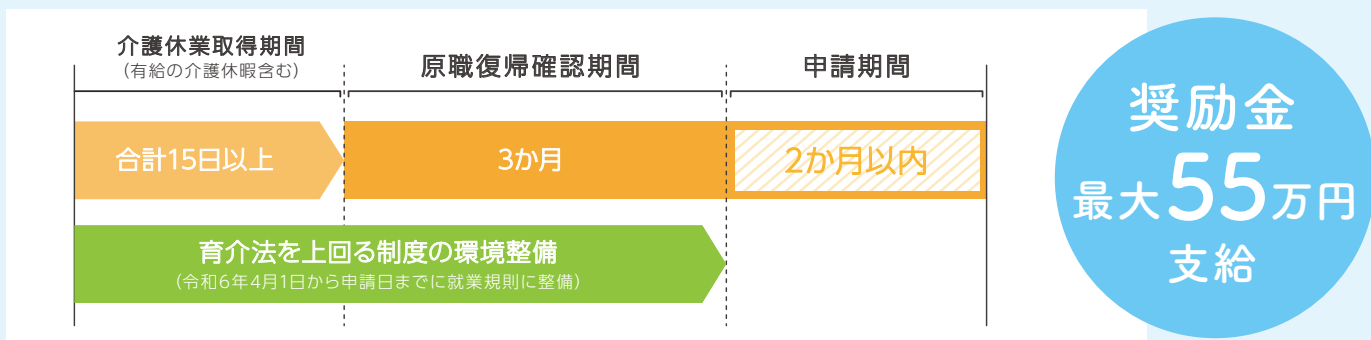 介護休業取得期間
(有給の介護休暇含む)
原職復帰確認期間
申請期間
合計15日以上
3か月
2か月以内
育介法を上回る制度の環境整備
(令和6年4月1日から申請日までに就業規則に整備)
奨励金
最大55万円
支給